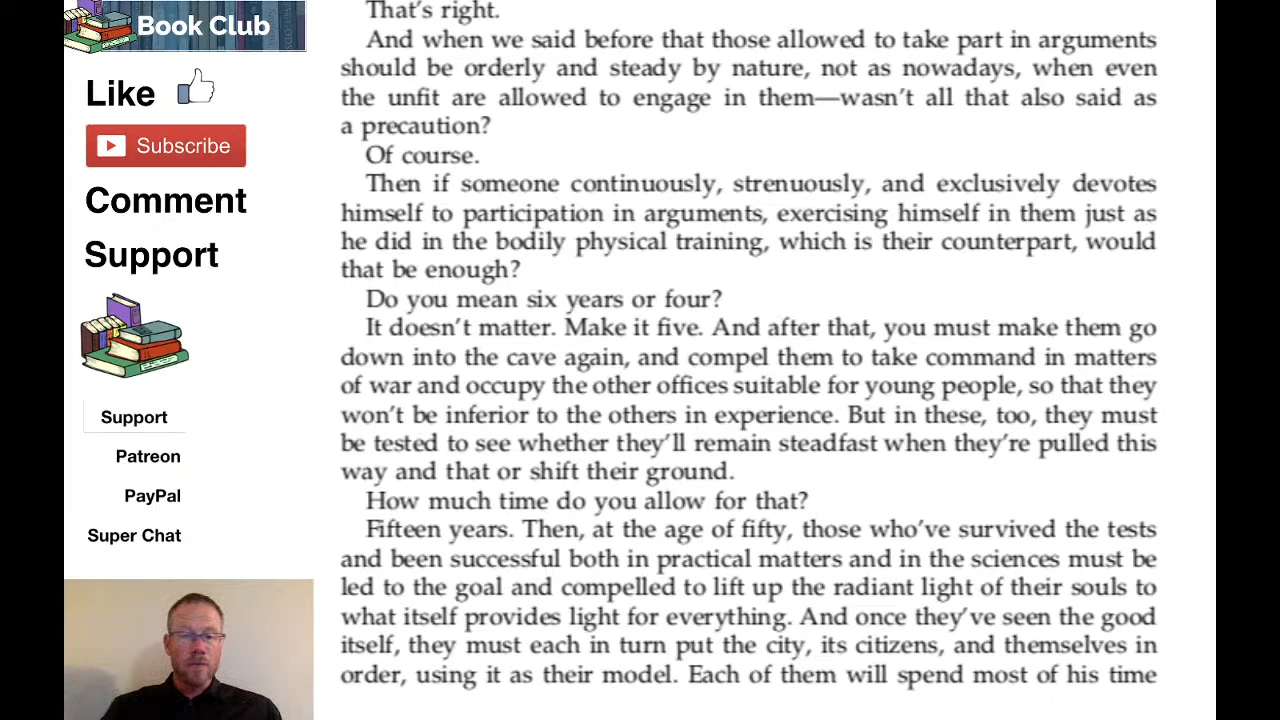 Book Club
Like
Subscribe
Comment
Support
Support
Patreon
PayPal
Super Chat
That's right.
And when we said before that those allowed to take part in arguments
should be orderly and steady by nature, not as nowadays, when even
the unfit are allowed to engage in them—wasn't all that also said as
a precaution?
Of course.
Then if someone continuously, strenuously, and exclusively devotes
himself to participation in arguments, exercising himself in them just as
he did in the bodily physical training, which is their counterpart, would
that be enough?
Do you mean six years or four?
It doesn't matter. Make it five. And after that, you must make them go
down into the cave again, and compel them to take command in matters
of war and occupy the other offices suitable for young people, so that they
won't be inferior to the others in experience. But in these, too, they must
be tested to see whether they'll remain steadfast when they're pulled this
way and that or shift their ground.
How much time do you allow for that?
Fifteen years. Then, at the age of fifty, those who've survived the tests
and been successful both in practical matters and in the sciences must be
led to the goal and compelled to lift up the radiant light of their souls to
what itself provides light for everything. And once they've seen the good
itself, they must each in turn put the city, its citizens, and themselves in
order, using it as their model. Each of them will spend most of his time